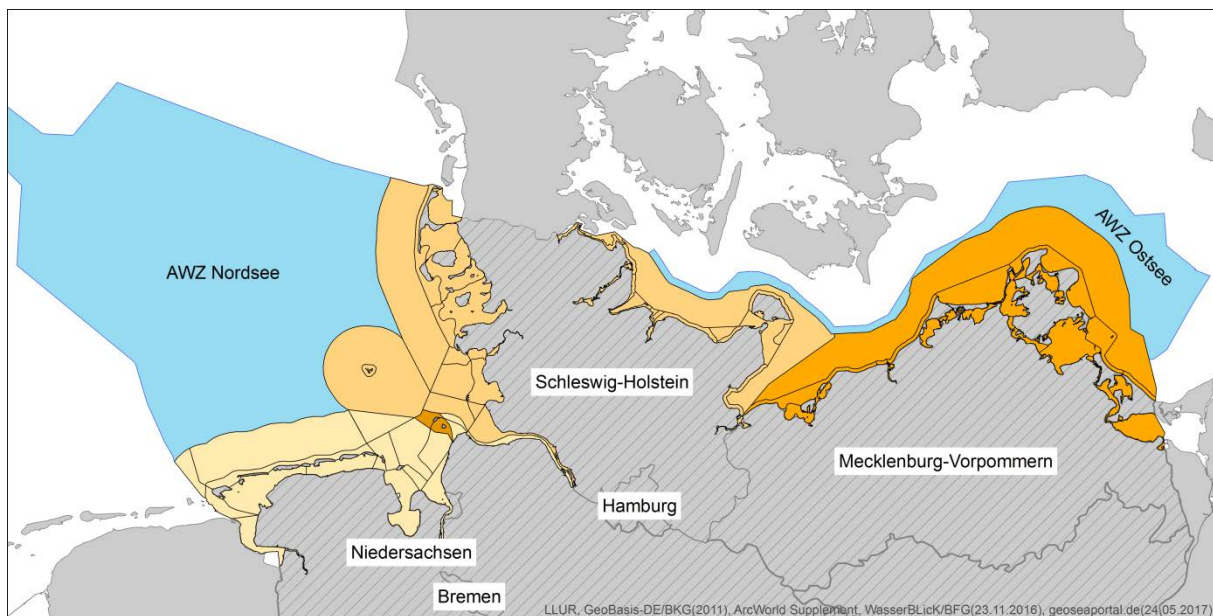 AWZ Nordsee
AWZ Ostsee
Schleswig-Holstein
Mecklenburg-Vorpommern
Hamburg
Niedersachsen
Bremen
LLUR, GeoBasis-DE/BKG(2011), ArcWorld Supplement, WasserBLicK/BFG(23.11.2016), geoseaportal.de(24.05.2017)